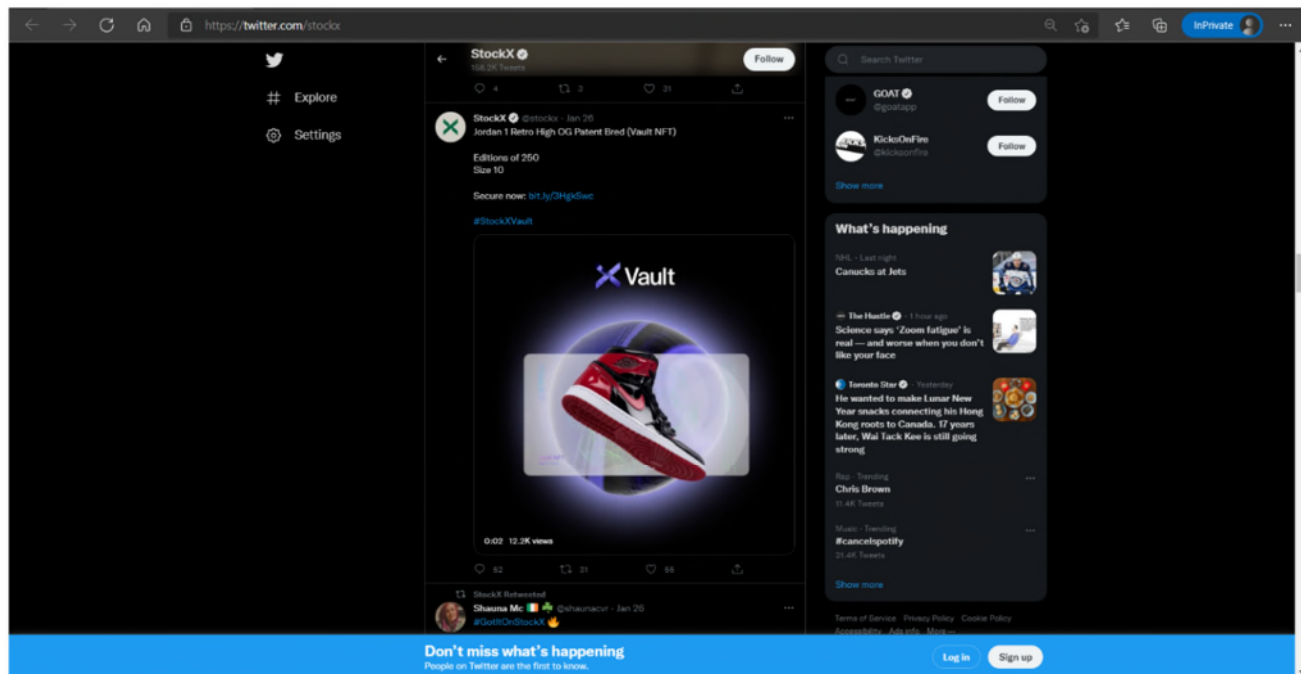 https://twitter.com/stockx
InPrivate
Explore
Settings
StockX
158.2K Tweets
Follow
4
3
31
StockX @stockx · Jan 26
Jordan 1 Retro High OG Patent Bred (Vault NFT)
Editions of 250
Size 10
Secure now: bit.ly/3HgkSwc
#StockXVault
Vault
0:02 12.2K views
52
31
StockX Retweeted
Shauna Mc @shaunacvr · Jan 26
#GotItOnStockX
Search Twitter
GOAT
@goatapp
Follow
KicksOnFire
@kicksonfire
Follow
Show more
What's happening
NHL · Last night
Canucks at Jets
The Hustle · 1 hour ago
Science says 'Zoom fatigue' is
real — and worse when you don't
like your face
Toronto Star · Yesterday
He wanted to make Lunar New
Year snacks connecting his Hong
Kong roots to Canada. 17 years
later, Wai Tack Kee is still going
strong
Rap · Trending
Chris Brown
11.4K Tweets
Music · Trending
#cancelspotify
21.4K Tweets
Show more
Terms of Service Privacy Policy Cookie Policy
Accessibility Ads info More
Don't miss what's happening
People on Twitter are the first to know.
Log in
Sign up